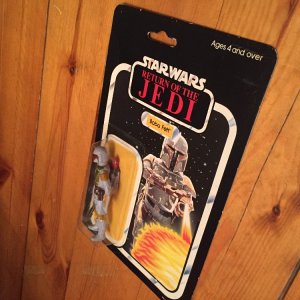 Ages 4 and over
STAR WARS
RETURN OF THE
JEDI
Boba Fett